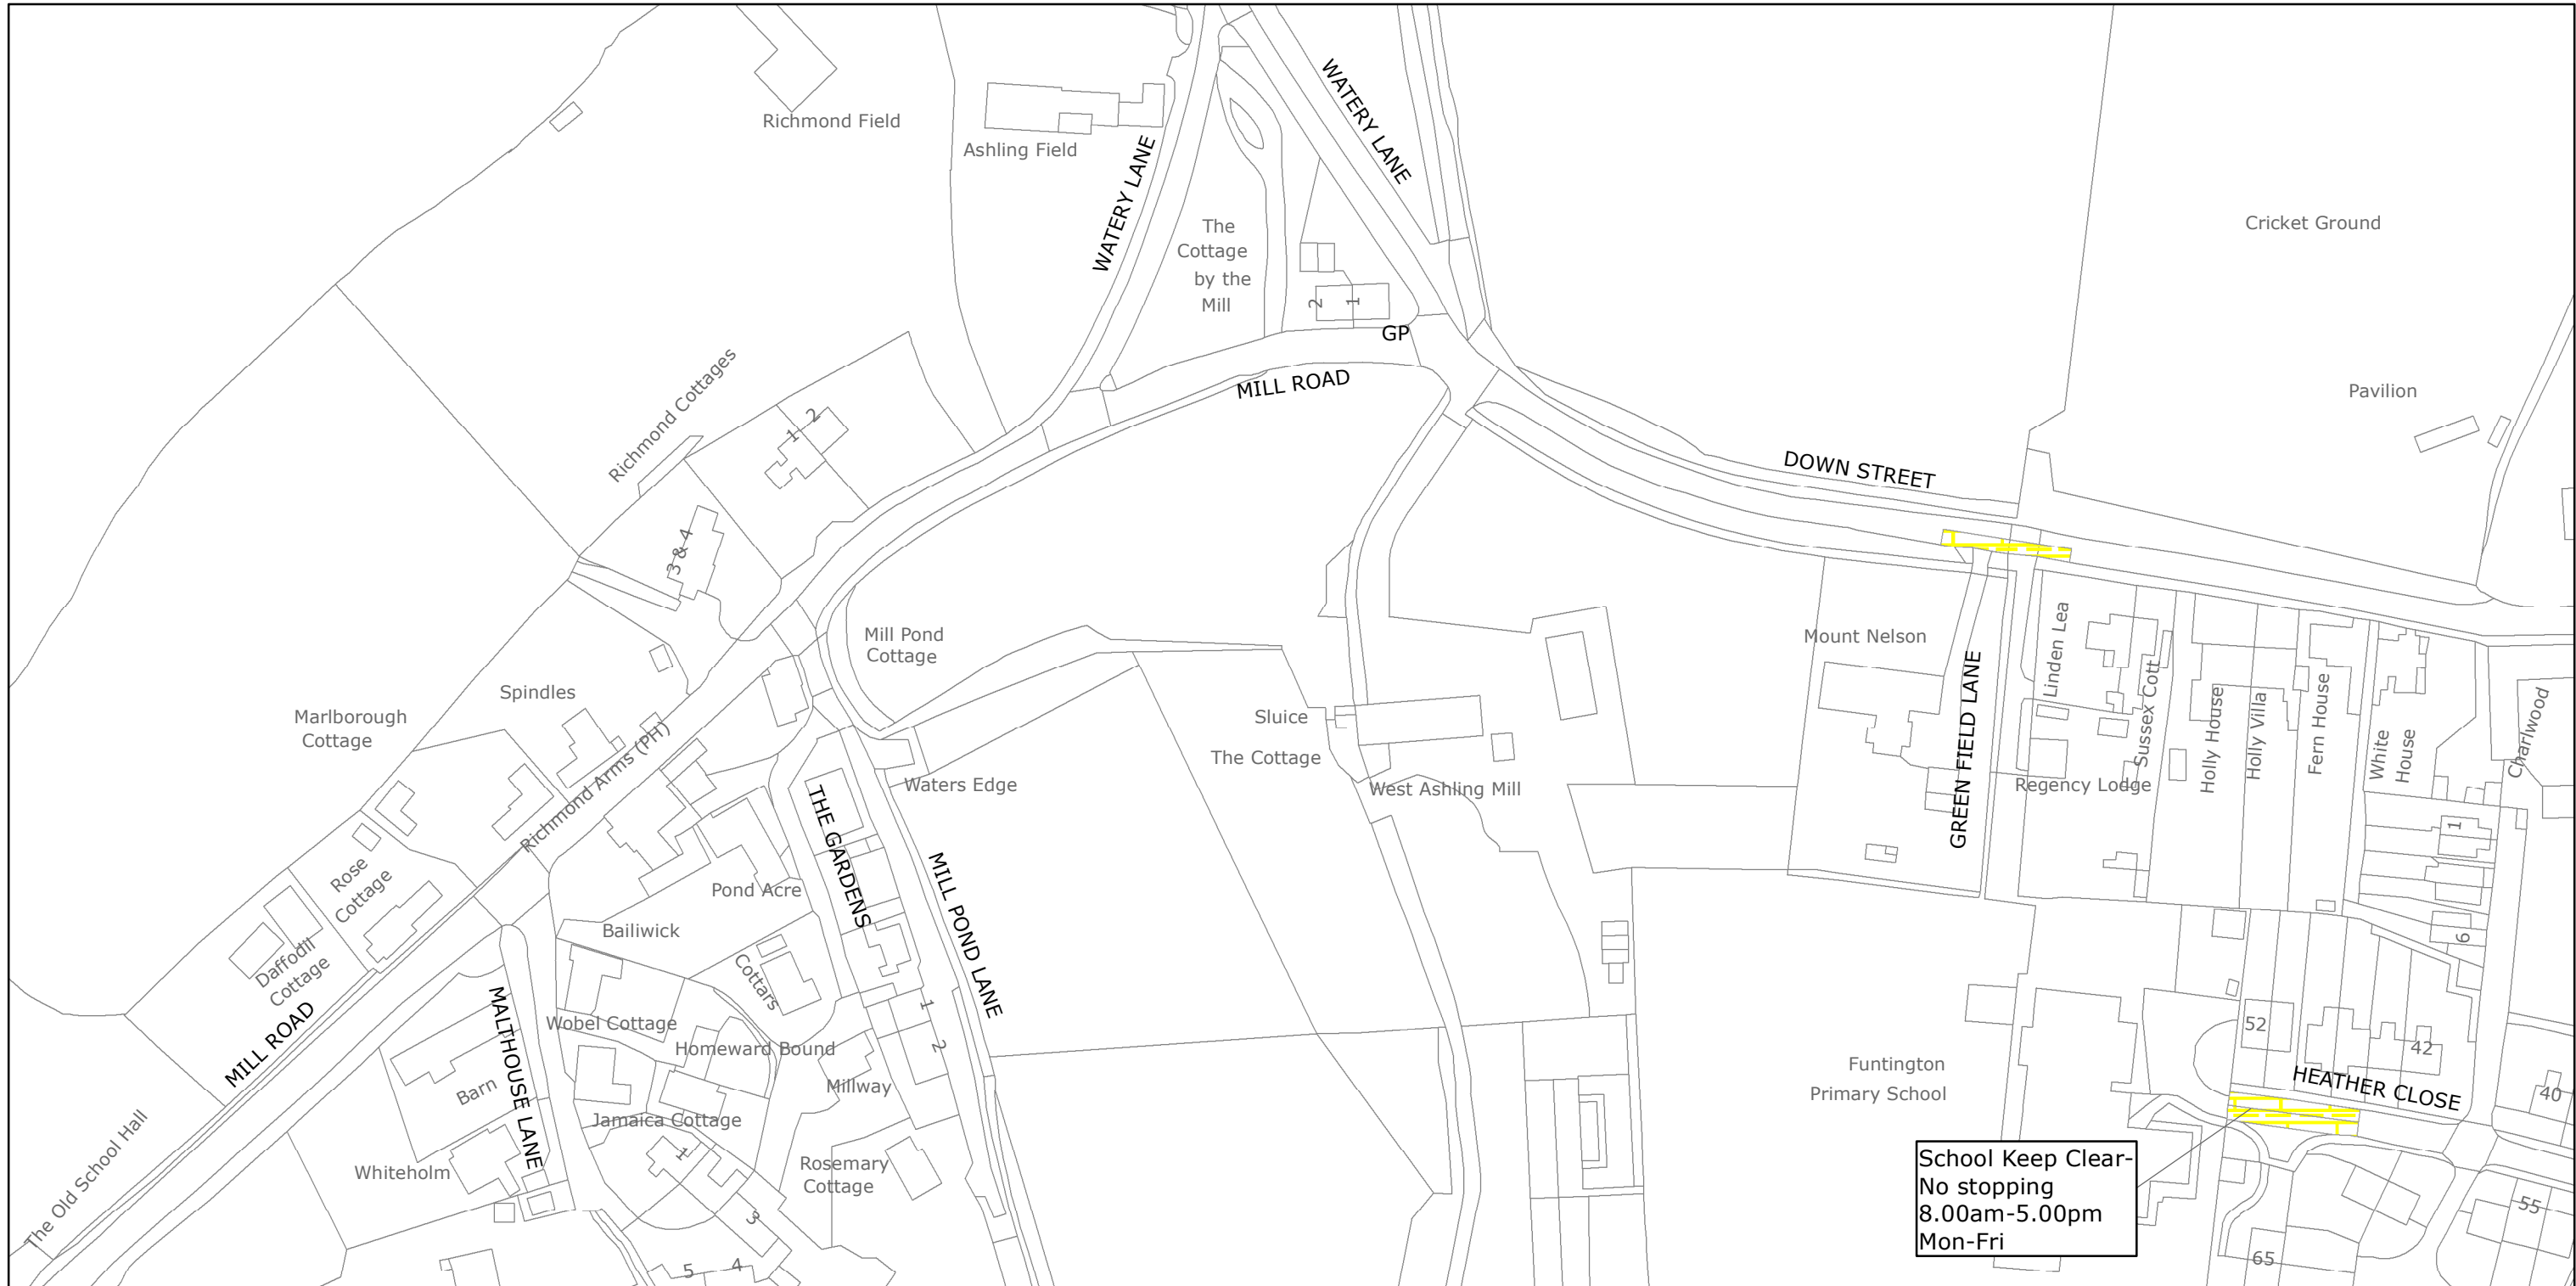 Richmond Field
Ashling Field
WATERY LANE
WATERY LANE
The
Cottage
by the
Mill
2
1
GP
MILL ROAD
Cricket Ground
Pavilion
DOWN STREET
Richmond Cottages
1
2
3 & 4
Mill Pond
Cottage
Spindles
Marlborough
Cottage
Richmond Arms (PH)
Rose
Cottage
Daffodil
Cottage
MILL ROAD
The Old School Hall
Waters Edge
THE GARDENS
MILL POND LANE
Pond Acre
Bailiwick
Cottars
1
2
Wobel Cottage
Homeward Bound
Millway
Jamaica Cottage
1
Barn
MALTHOUSE LANE
Whiteholm
Rosemary
Cottage
3
4
5
Sluice
The Cottage
West Ashling Mill
Mount Nelson
GREEN FIELD LANE
Linden Lea
Sussex Cott
Regency Lodge
Holly House
Holly Villa
Fern House
White
House
Charlwood
1
6
52
42
HEATHER CLOSE
40
55
65
Funtington
Primary School
School Keep Clear-
No stopping
8.00am-5.00pm
Mon-Fri